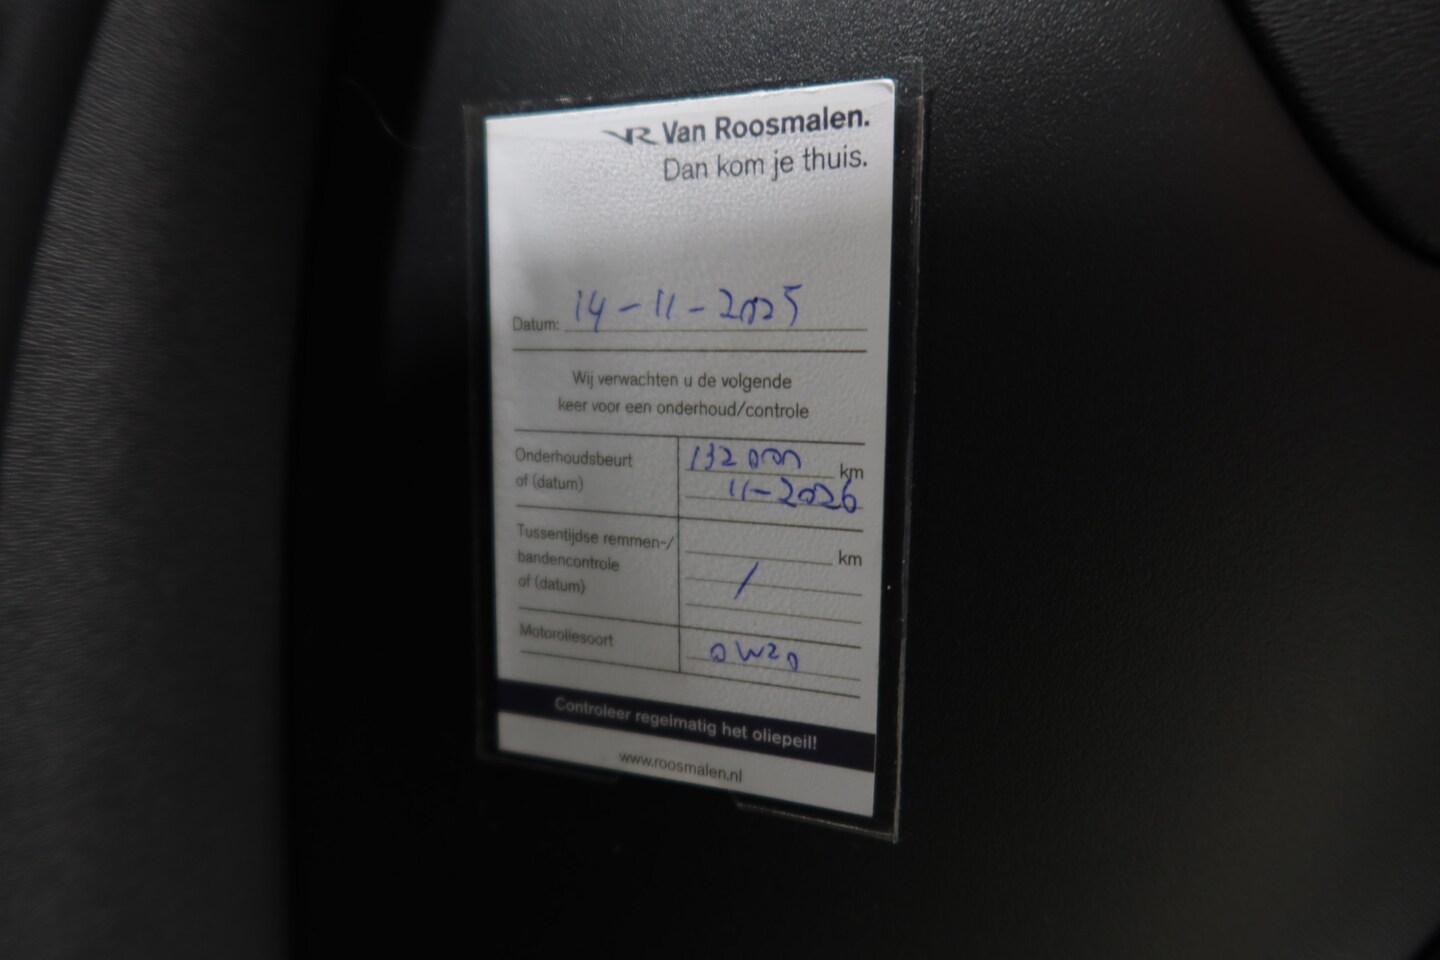 VR Van Roosmalen.
Dan kom je thuis.
Datum: 14-11-2025
Wij verwachten u de volgende
keer voor een onderhoud/controle
Onderhoudsbeurt 132000 km
of (datum) 11-2026
Tussentijdse remmen-/
bandencontrole km
of (datum) /
Motoroliesoort 0W20
Controleer regelmatig het oliepeil!
www.roosmalen.nl